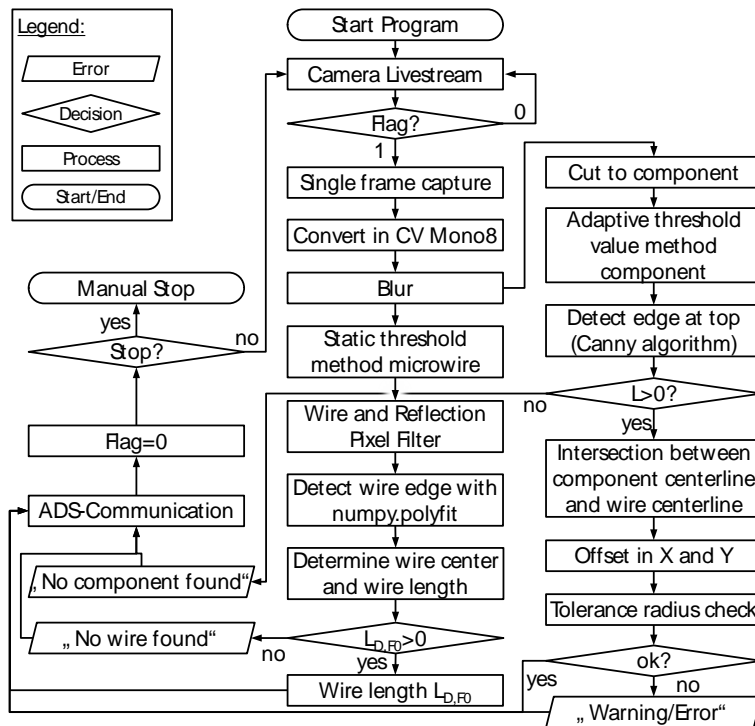 Legend:
Error
Decision
Process
Start/End
Start Program
Camera Livestream
Flag?
0
1
Single frame capture
Convert in CV Mono8
Blur
Static threshold
method microwire
Wire and Reflection
Pixel Filter
Detect wire edge with
numpy.polyfit
Determine wire center
and wire length
L_D,F0>0
no
yes
Wire length L_D,F0
Cut to component
Adaptive threshold
value method
component
Detect edge at top
(Canny algorithm)
L>0?
no
yes
Intersection between
component centerline
and wire centerline
Offset in X and Y
Tolerance radius check
ok?
yes
no
„Warning/Error“
Manual Stop
yes
no
Stop?
Flag=0
ADS-Communication
„No component found“
„No wire found“